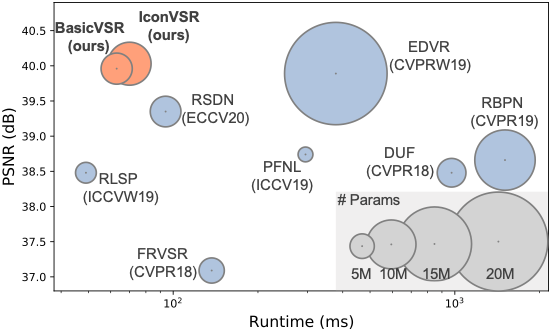 BasicVSR
(ours)
IconVSR
(ours)
EDVR
(CVPRW19)
RSDN
(ECCV20)
RBPN
(CVPR19)
PFNL
(ICCV19)
DUF
(CVPR18)
RLSP
(ICCVW19)
FRVSR
(CVPR18)
# Params
5M 10M 15M 20M
PSNR (dB)
40.5
40.0
39.5
39.0
38.5
38.0
37.5
37.0
10² 10³
Runtime (ms)